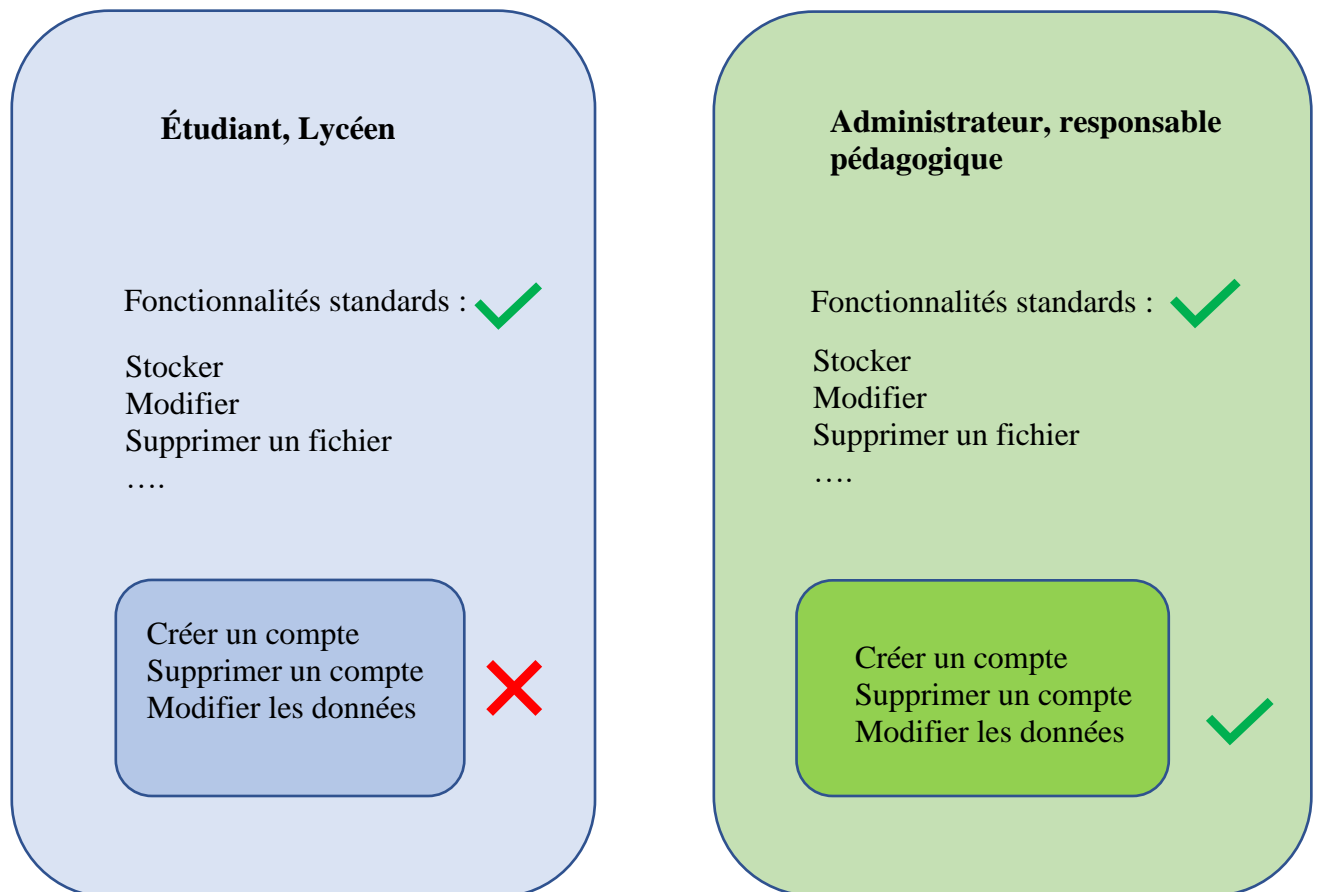 Étudiant, Lycéen
Fonctionnalités standards :
Stocker
Modifier
Supprimer un fichier
….
Créer un compte
Supprimer un compte
Modifier les données
Administrateur, responsable
pédagogique
Fonctionnalités standards :
Stocker
Modifier
Supprimer un fichier
….
Créer un compte
Supprimer un compte
Modifier les données